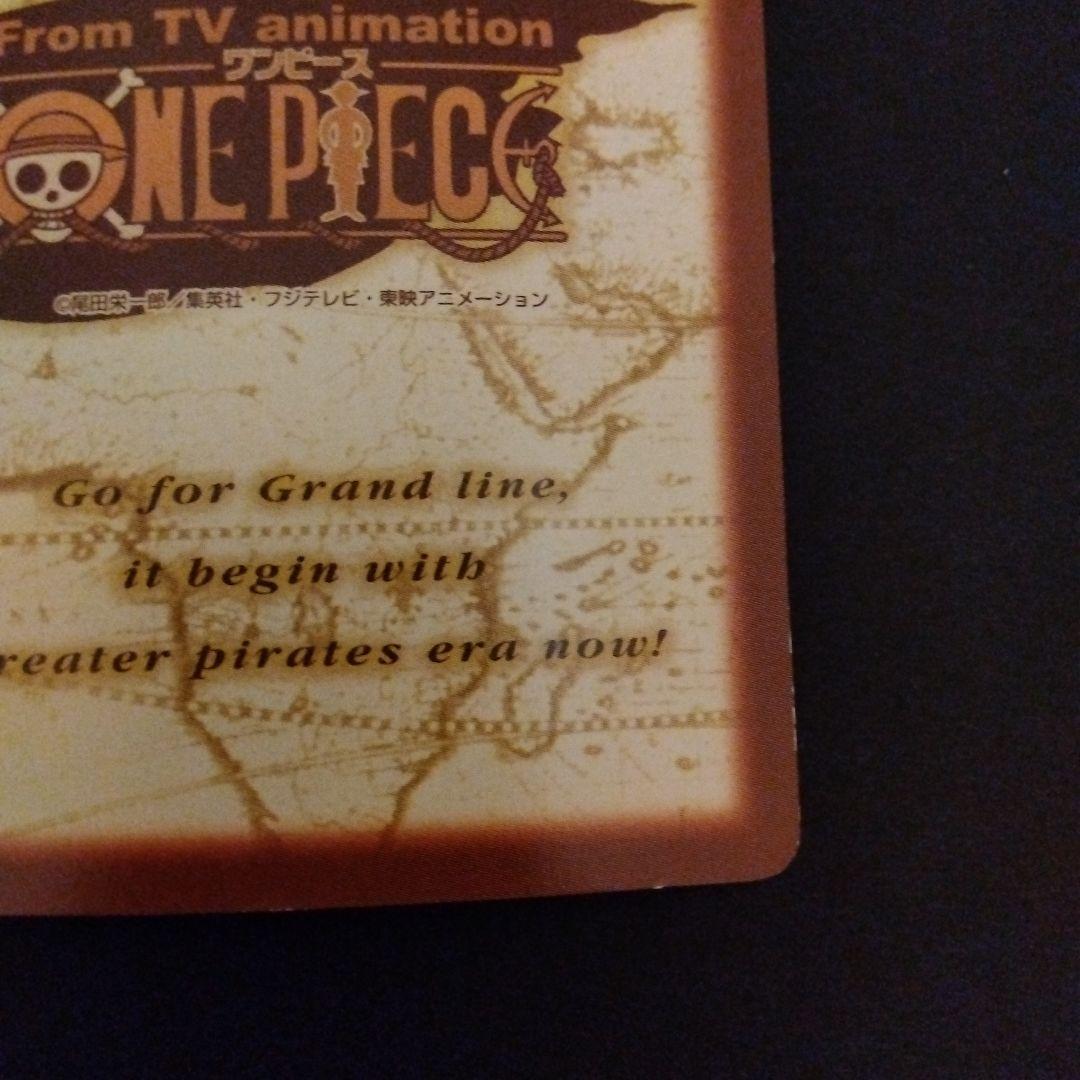 From TV animation
ワンピース
ONE PIECE
©尾田栄一郎／集英社・フジテレビ・東映アニメーション
Go for Grand line,
it begin with
reater pirates era now!